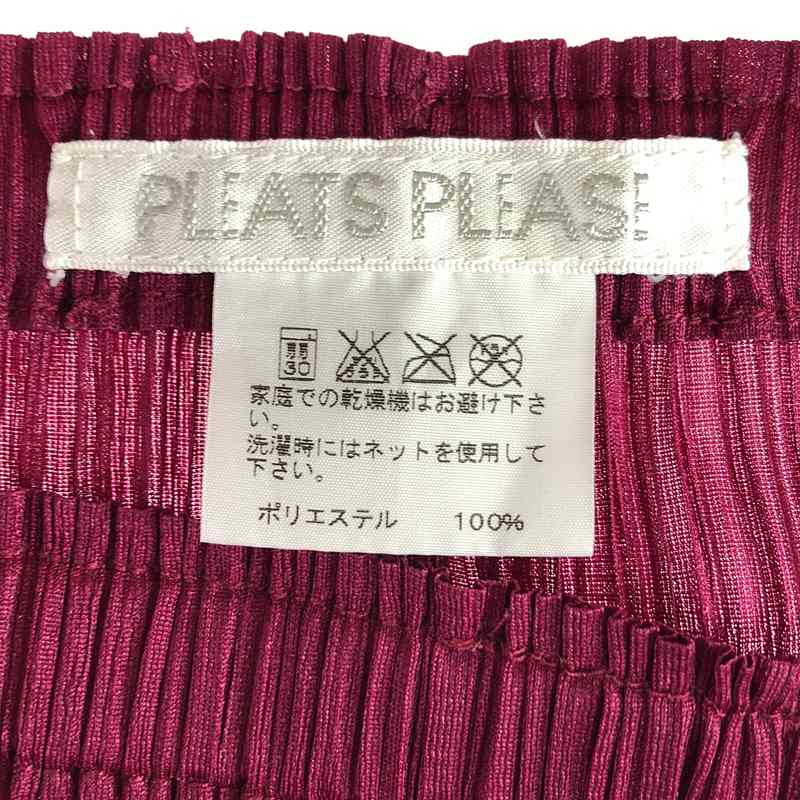 PLEATS PLEASE
弱
30
家庭での乾燥機はお避け下さ
い。
洗濯時にはネットを使用して
下さい。
ポリエステル 100%